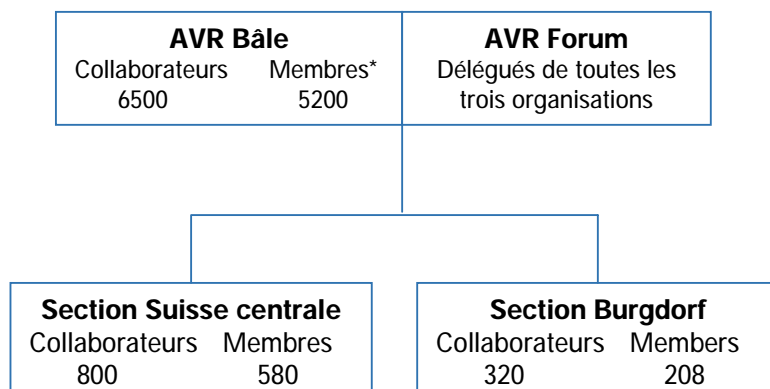 AVR Bâle
Collaborateurs Membres*
6500 5200
AVR Forum
Délégués de toutes les
trois organisations
Section Suisse centrale
Collaborateurs Membres
800 580
Section Burgdorf
Collaborateurs Members
320 208